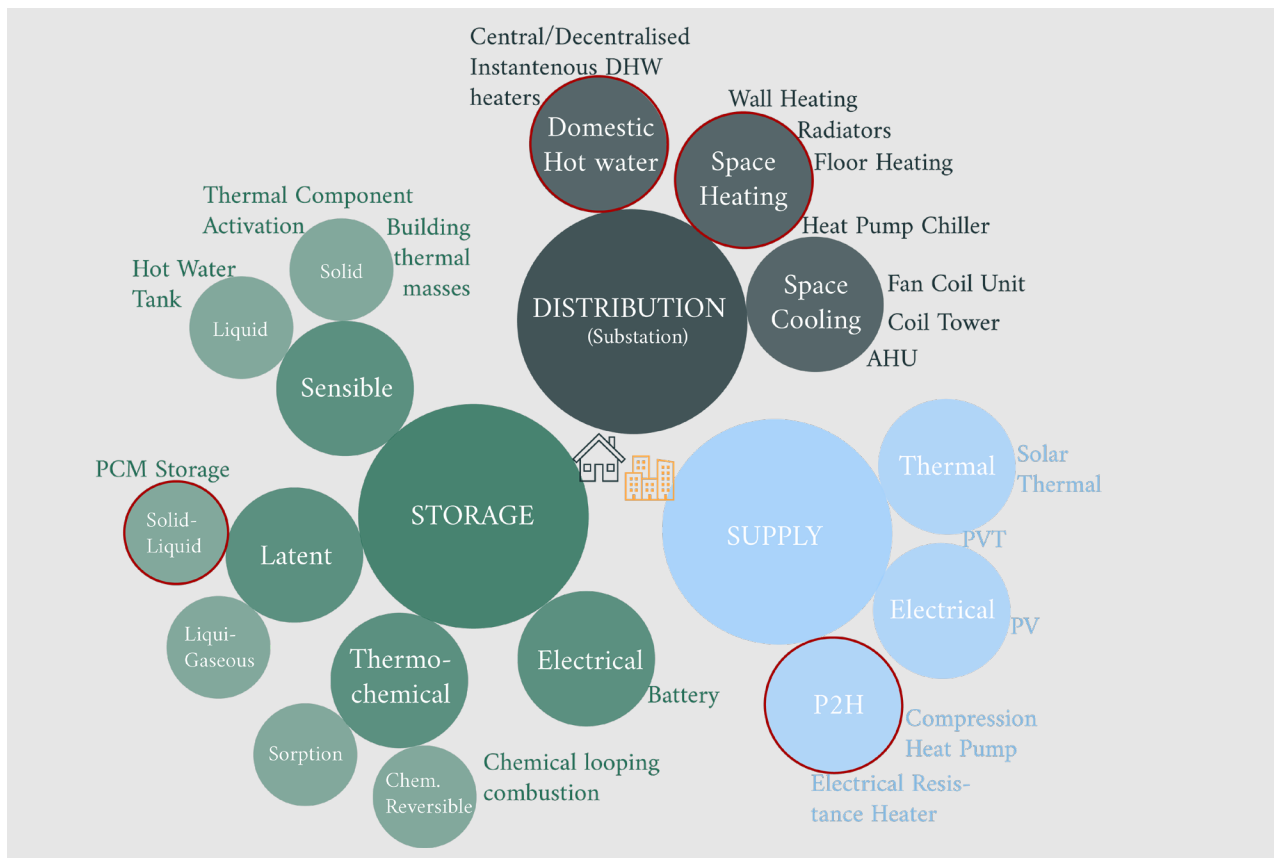 Central/Decentralised
Instantenous DHW
heaters
Domestic
Hot water
Wall Heating
Radiators
Floor Heating
Space
Heating
Heat Pump Chiller
Space
Cooling
Fan Coil Unit
Coil Tower
AHU
DISTRIBUTION
(Substation)
Thermal Component
Activation
Building
thermal
masses
Solid
Hot Water
Tank
Liquid
Sensible
PCM Storage
Solid-
Liquid
Latent
STORAGE
Liqui-
Gaseous
Thermo-
chemical
Electrical
Battery
Sorption
Chem.
Reversible
Chemical looping
combustion
SUPPLY
Thermal
Solar
Thermal
PVT
Electrical
PV
P2H
Compression
Heat Pump
Electrical Resis-
tance Heater